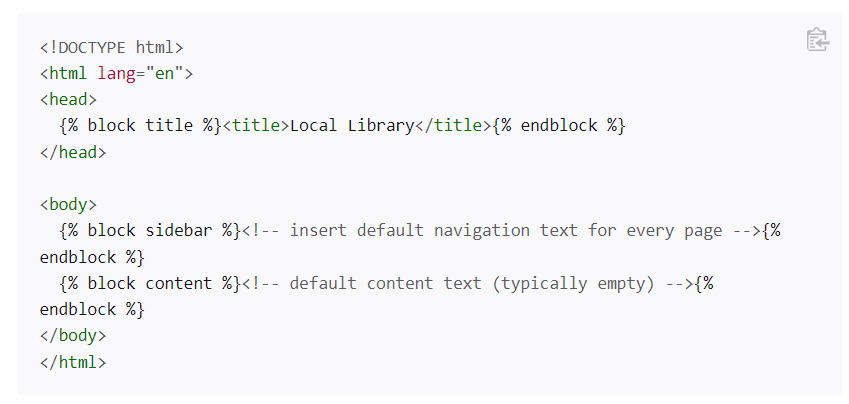 <!DOCTYPE html>
<html lang="en">
<head>
  {% block title %}<title>Local Library</title>{% endblock %}
</head>

<body>
  {% block sidebar %}<!-- insert default navigation text for every page -->{%
endblock %}
  {% block content %}<!-- default content text (typically empty) -->{%
endblock %}
</body>
</html>